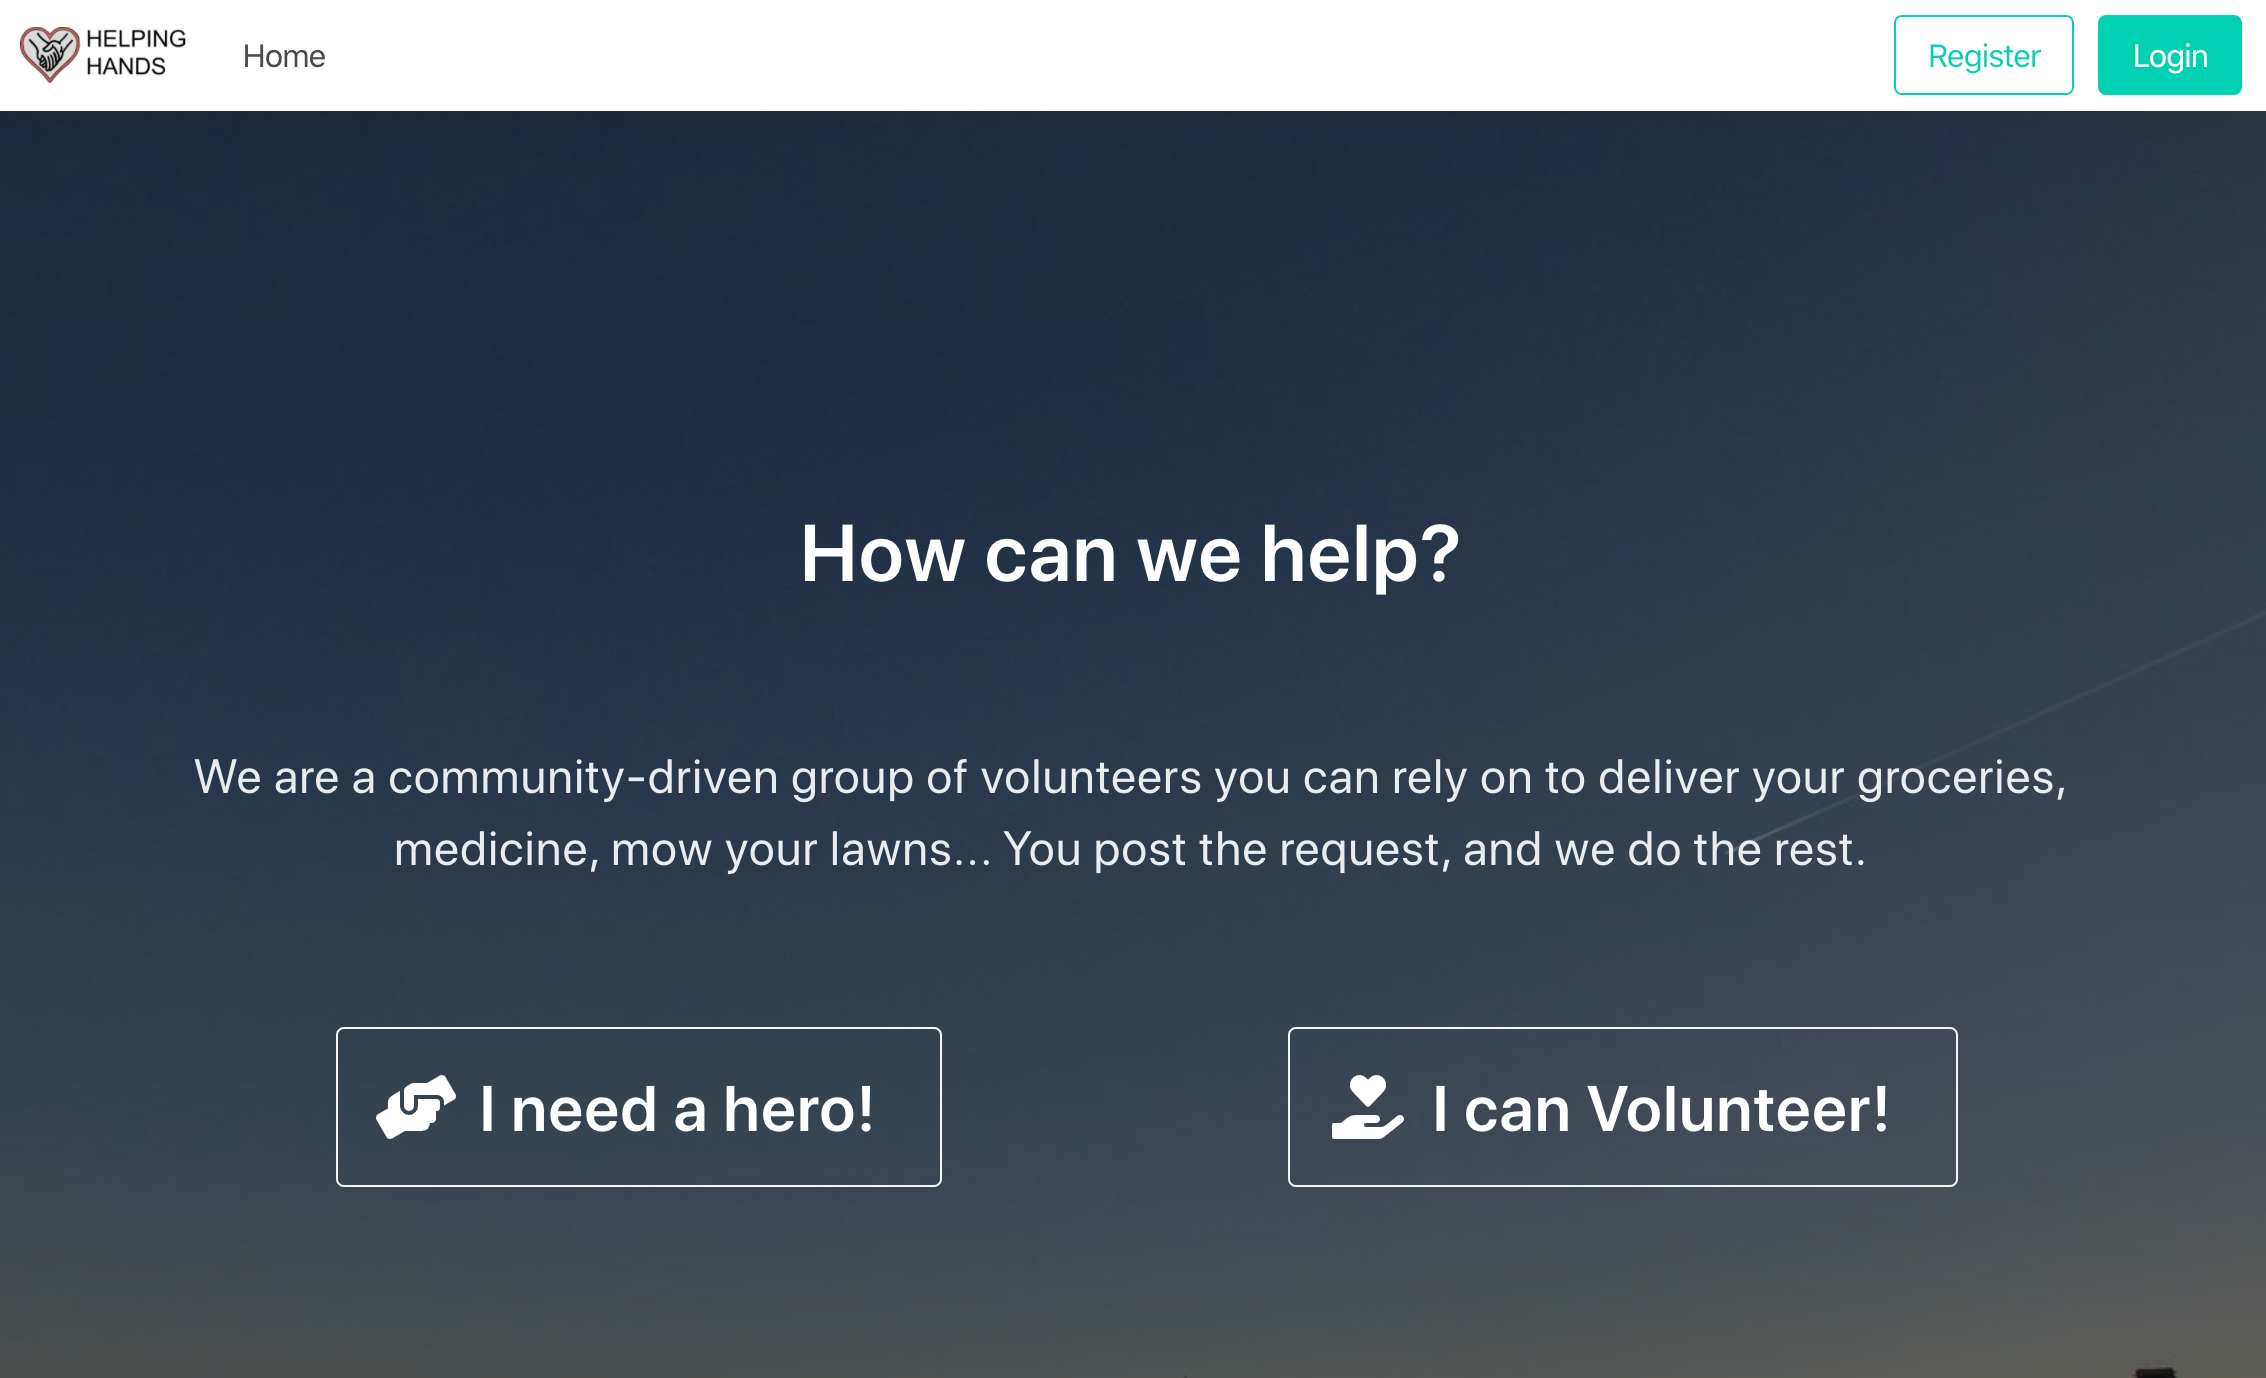 HELPING
HANDS
Home
Register
Login
How can we help?
We are a community-driven group of volunteers you can rely on to deliver your groceries,
medicine, mow your lawns... You post the request, and we do the rest.
I need a hero!
I can Volunteer!